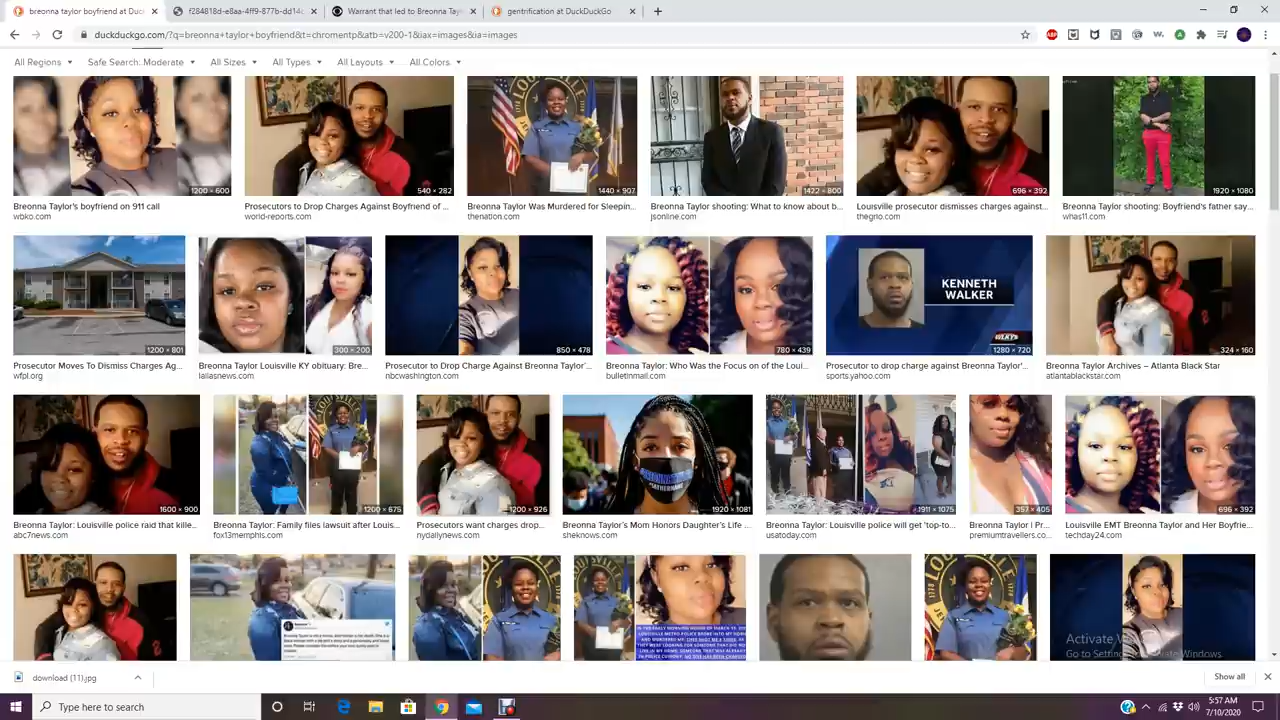 breonna taylor boyfriend at Duc
f284818d-e8aa-4ff9-877b-dd14c
Warrant that led to Breonna Tayl
gentrification at DuckDuckGo
duckduckgo.com/?q=breonna+taylor+boyfriend&t=chromentp&atb=v200-1&iax=images&ia=images
All Regions
Safe Search: Moderate
All Sizes
All Types
All Layouts
All Colors
1200 × 600
540 × 282
1440 × 907
1422 × 800
696 × 392
1920 × 1080
Breonna Taylor's boyfriend on 911 call
Prosecutors to Drop Charges Against Boyfriend of ...
Breonna Taylor Was Murdered for Sleepin...
Breonna Taylor shooting: What to know about b...
Louisville prosecutor dismisses charges against...
Breonna Taylor shooting: Boyfriend's father say...
wbko.com
world-reports.com
thenation.com
jsonline.com
thegrio.com
whas11.com
KENNETH
WALKER
WLKY5
1200 × 801
300 × 200
850 × 478
780 × 439
1280 × 720
324 × 160
Prosecutor Moves To Dismiss Charges Ag...
Breonna Taylor Louisville KY obituary: Bre...
Prosecutor to Drop Charge Against Breonna Taylor'...
Breonna Taylor: Who Was the Focus on of the Loui...
Prosecutor to drop charge against Breonna Taylor'...
Breonna Taylor Archives – Atlanta Black Star
wfpl.org
lailasnews.com
nbcwashington.com
bulletinmail.com
sports.yahoo.com
atlantablackstar.com
1600 × 900
1200 × 675
1200 × 926
1920 × 1081
1911 × 1075
357 × 405
696 × 392
Breonna Taylor: Louisville police raid that kille...
Breonna Taylor: Family files lawsuit after Louis...
Prosecutors want charges drop...
Breonna Taylor's Mom Honors Daughter's Life ...
Breonna Taylor: Louisville police will get 'top-to...
Breonna Taylor | Pr...
Louisville EMT Breonna Taylor and Her Boyfrie...
abc7news.com
fox13memphis.com
nydailynews.com
sheknows.com
usatoday.com
premiumtravellers.co...
techday24.com
Activate Windows
Go to Settings to activate Windows.
download (11).jpg
Show all
Type here to search
5:57 AM
7/10/2020